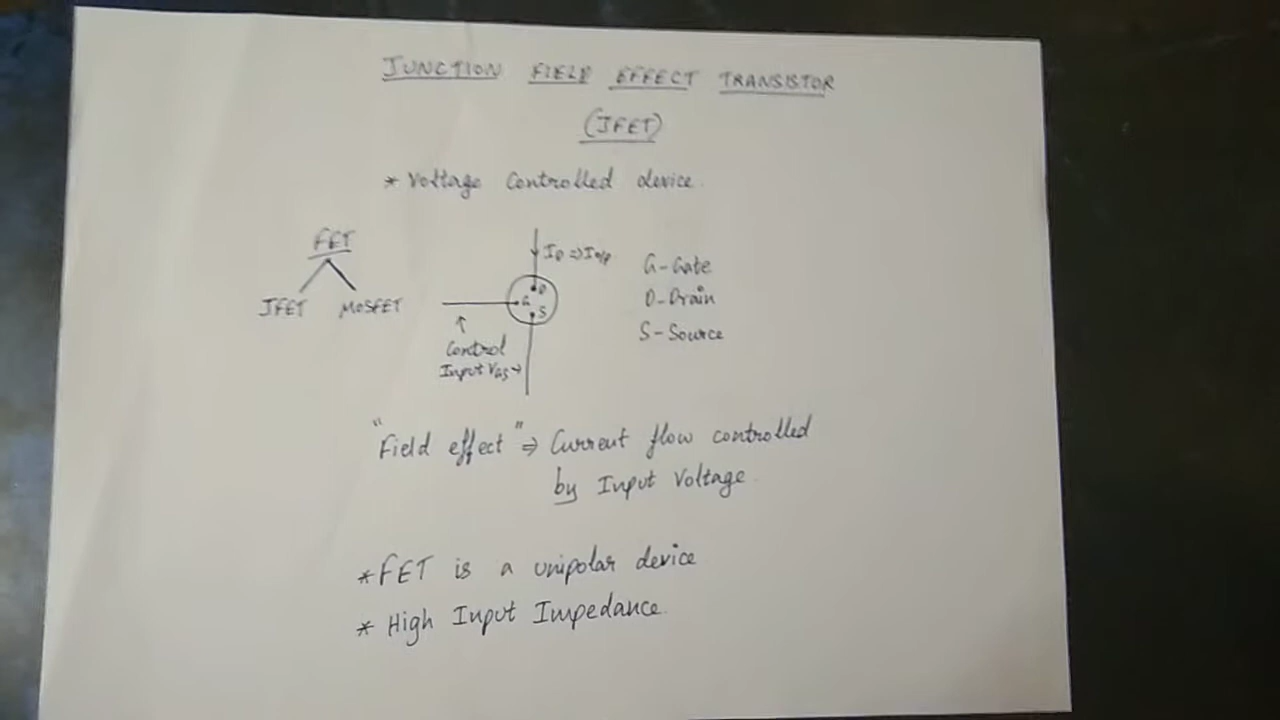 JUNCTION FIELD EFFECT TRANSISTOR
(JFET)
* Voltage Controlled device.
FET
JFET MOSFET
ID ⇒ Io/p
D
G
S
Control
Input VGS →
G - Gate
D - Drain
S - Source
"Field effect" ⇒ Current flow controlled
by Input Voltage.
* FET is a unipolar device
* High Input Impedance.